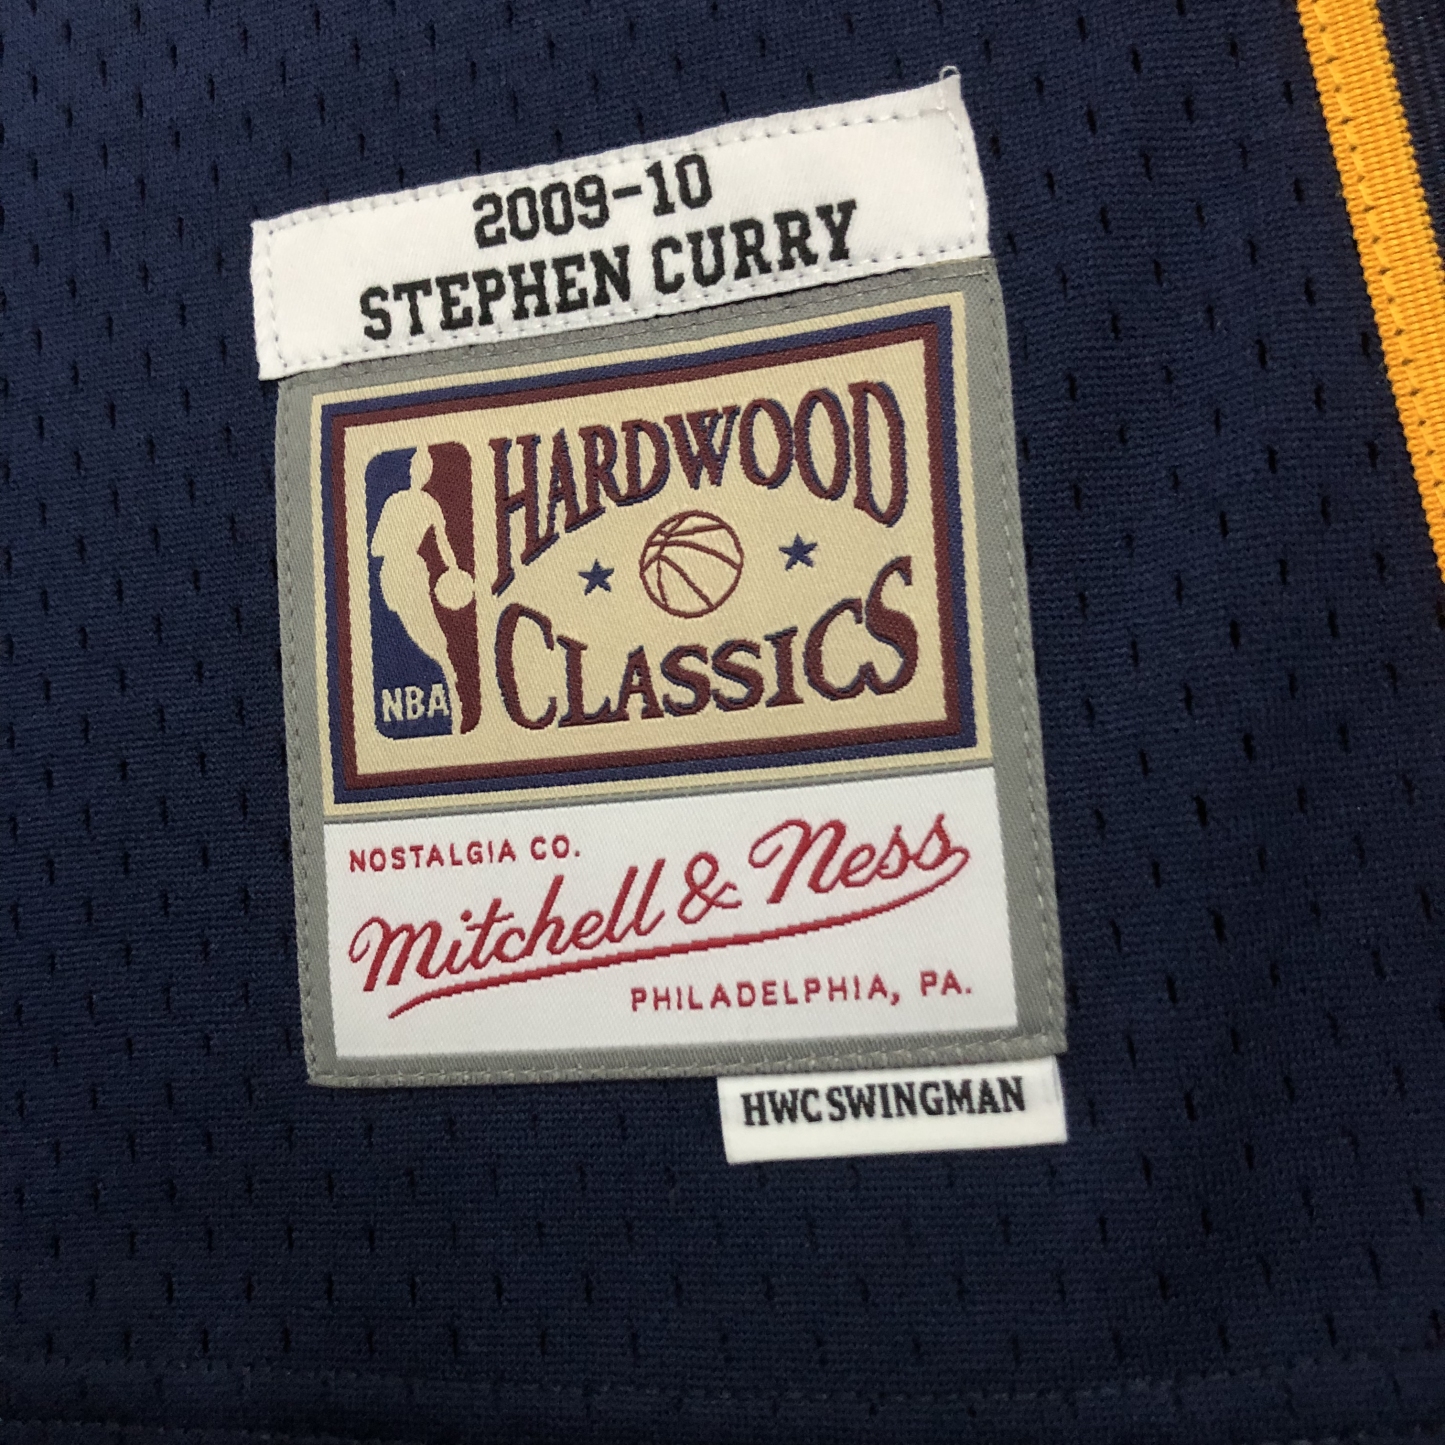 2009-10
STEPHEN CURRY
HARDWOOD
CLASSICS
NBA
NOSTALGIA CO.
Mitchell & Ness
PHILADELPHIA, PA.
HWC SWINGMAN